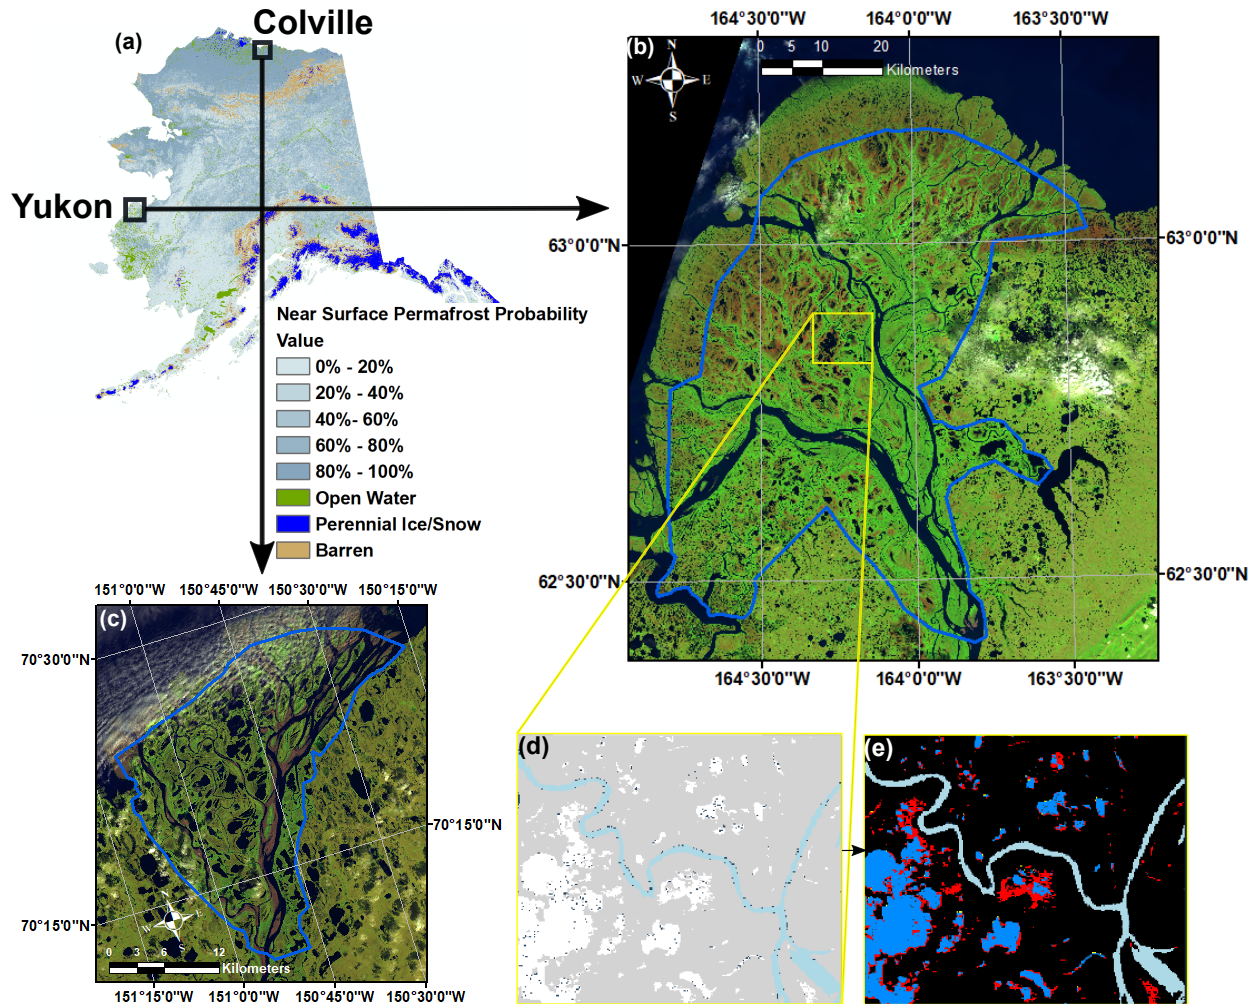 Colville
(a)
Yukon
Near Surface Permafrost Probability
Value
0% - 20%
20% - 40%
40%- 60%
60% - 80%
80% - 100%
Open Water
Perennial Ice/Snow
Barren
164°30'0"W 164°0'0"W 163°30'0"W
(b)
N
W E
S
0 5 10 20
Kilometers
63°0'0"N
63°0'0"N
62°30'0"N
62°30'0"N
164°30'0"W 164°0'0"W 163°30'0"W
151°0'0"W 150°45'0"W 150°30'0"W 150°15'0"W
(c)
70°30'0"N
70°15'0"N
70°15'0"N
N
W E
S
0 3 6 12
Kilometers
151°15'0"W 151°0'0"W 150°45'0"W 150°30'0"W
(d)
(e)